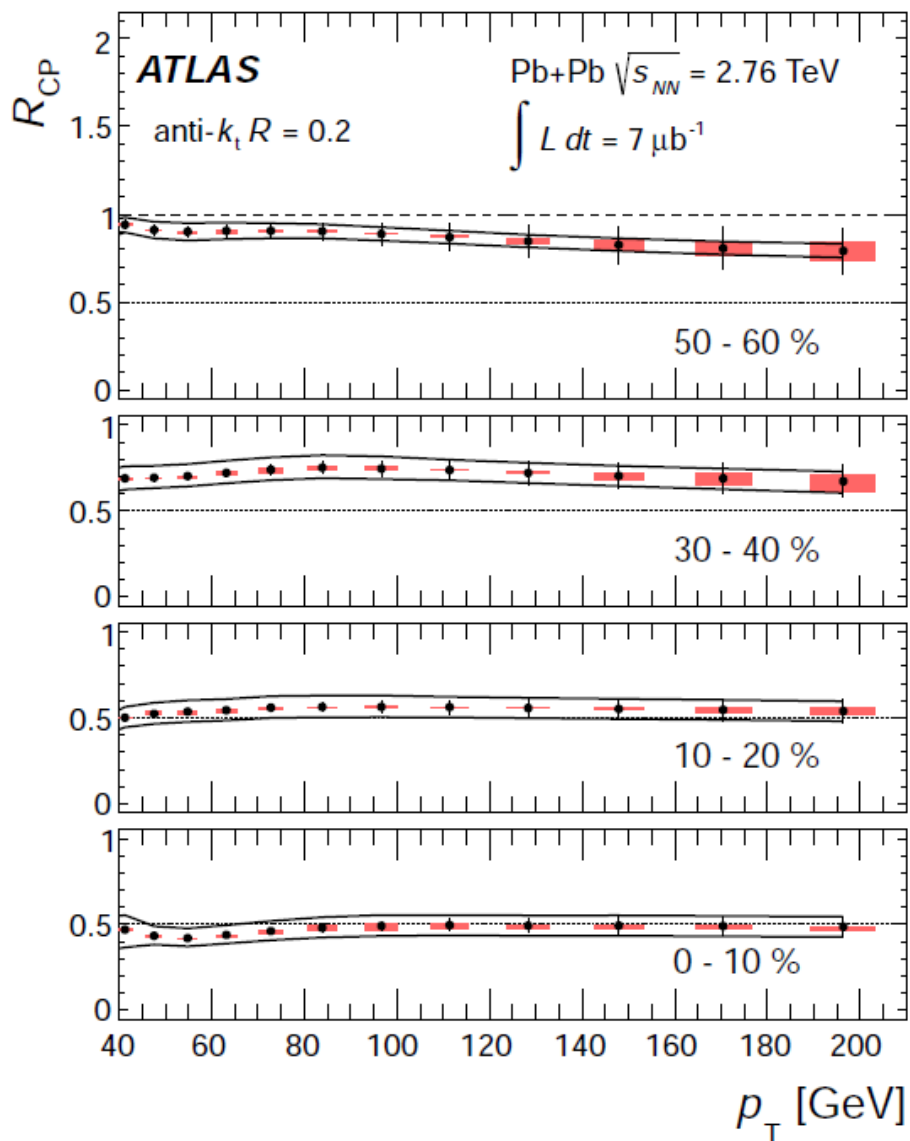 R_CP
2
1.5
1
0.5
0
ATLAS
anti-k_t R = 0.2
Pb+Pb √s_NN = 2.76 TeV
∫ L dt = 7 μb⁻¹
50 - 60 %
1
0.5
0
30 - 40 %
1
0.5
0
10 - 20 %
1
0.5
0
0 - 10 %
40 60 80 100 120 140 160 180 200
p_T [GeV]